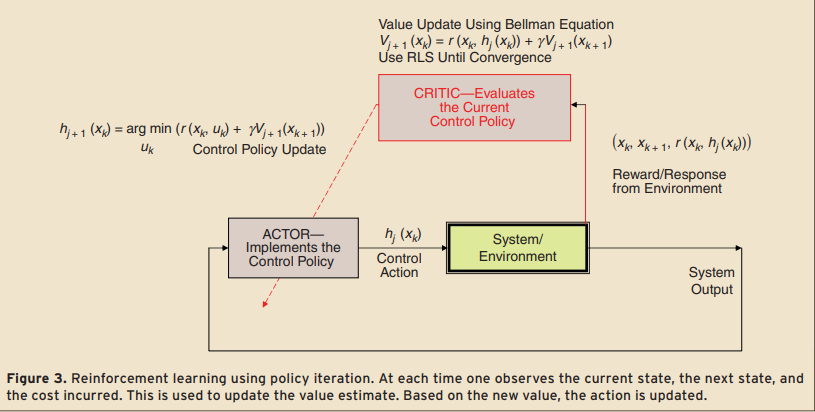 Value Update Using Bellman Equation
V_{j+1} (x_k) = r (x_k, h_j (x_k)) + γV_{j+1}(x_{k+1})
Use RLS Until Convergence
CRITIC—Evaluates
the Current
Control Policy
h_{j+1} (x_k) = arg min (r (x_k, u_k) + γV_{j+1}(x_{k+1}))
u_k
Control Policy Update
(x_k, x_{k+1}, r (x_k, h_j (x_k)))
Reward/Response
from Environment
ACTOR—
Implements the
Control Policy
h_j (x_k)
Control
Action
System/
Environment
System
Output
Figure 3. Reinforcement learning using policy iteration. At each time one observes the current state, the next state, and
the cost incurred. This is used to update the value estimate. Based on the new value, the action is updated.